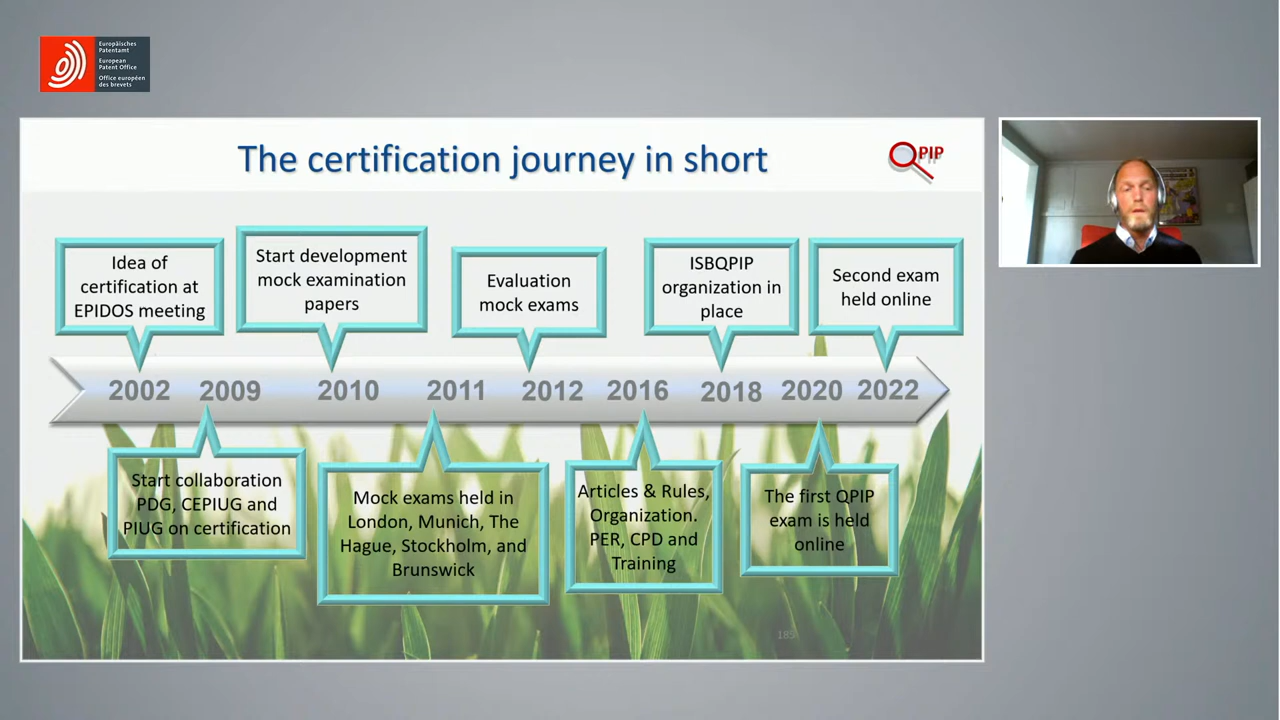 Europäisches
Patentamt
European
Patent Office
Office européen
des brevets
The certification journey in short
PIP
Idea of
certification at
EPIDOS meeting
Start development
mock examination
papers
Evaluation
mock exams
ISBQPIP
organization in
place
Second exam
held online
2002 2009 2010 2011 2012 2016 2018 2020 2022
Start collaboration
PDG, CEPIUG and
PIUG on certification
Mock exams held in
London, Munich, The
Hague, Stockholm, and
Brunswick
Articles & Rules,
Organization.
PER, CPD and
Training
The first QPIP
exam is held
online
185